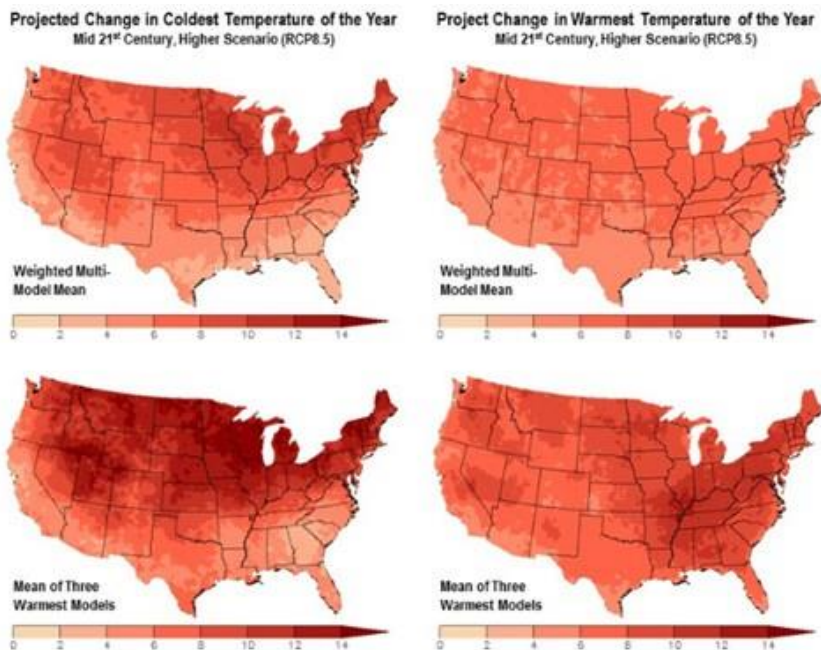 Projected Change in Coldest Temperature of the Year
Mid 21st Century, Higher Scenario (RCP8.5)
Weighted Multi-
Model Mean
0 2 4 6 8 10 12 14
Project Change in Warmest Temperature of the Year
Mid 21st Century, Higher Scenario (RCP8.5)
Weighted Multi-
Model Mean
0 2 4 6 8 10 12 14
Mean of Three
Warmest Models
0 2 4 6 8 10 12 14
Mean of Three
Warmest Models
0 2 4 6 8 10 12 14